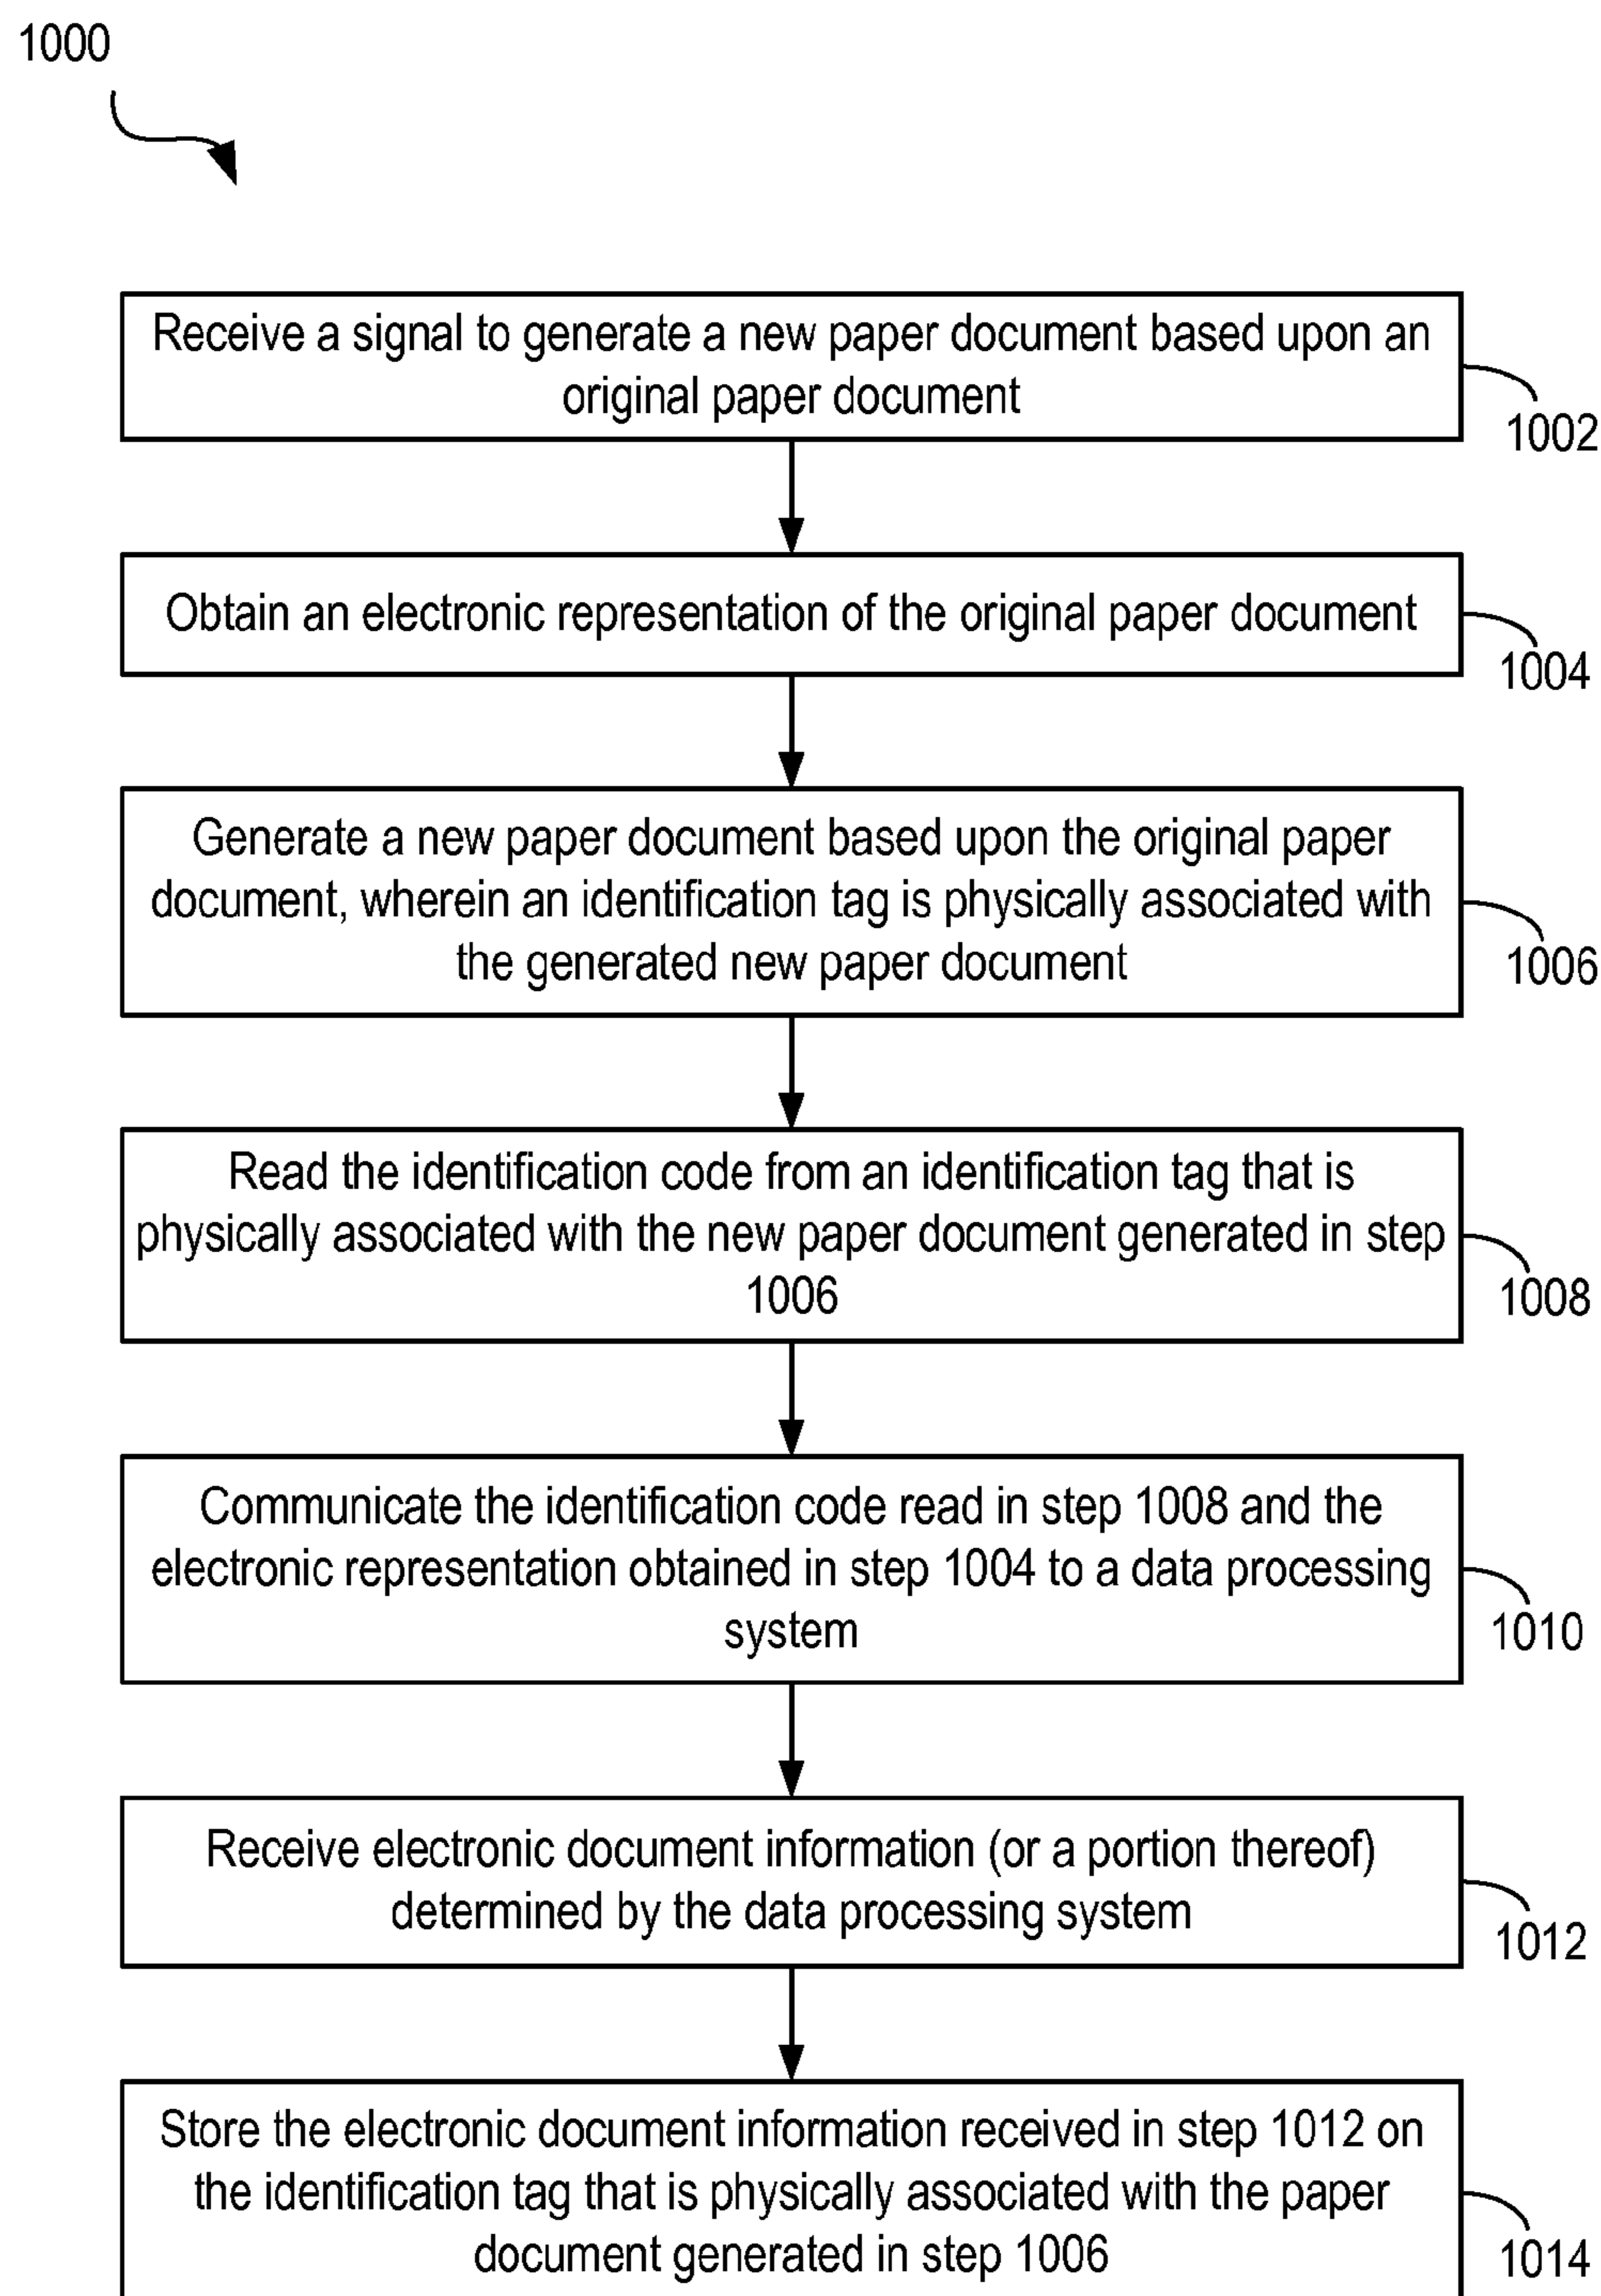 1000
Receive a signal to generate a new paper document based upon an
original paper document
1002
Obtain an electronic representation of the original paper document
1004
Generate a new paper document based upon the original paper
document, wherein an identification tag is physically associated with
the generated new paper document
1006
Read the identification code from an identification tag that is
physically associated with the new paper document generated in step
1006
1008
Communicate the identification code read in step 1008 and the
electronic representation obtained in step 1004 to a data processing
system
1010
Receive electronic document information (or a portion thereof)
determined by the data processing system
1012
Store the electronic document information received in step 1012 on
the identification tag that is physically associated with the paper
document generated in step 1006
1014